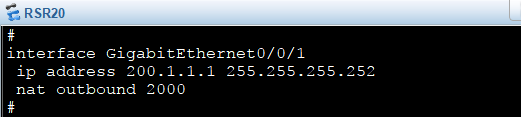 RSR20
#
interface GigabitEthernet0/0/1
 ip address 200.1.1.1 255.255.255.252
 nat outbound 2000
#